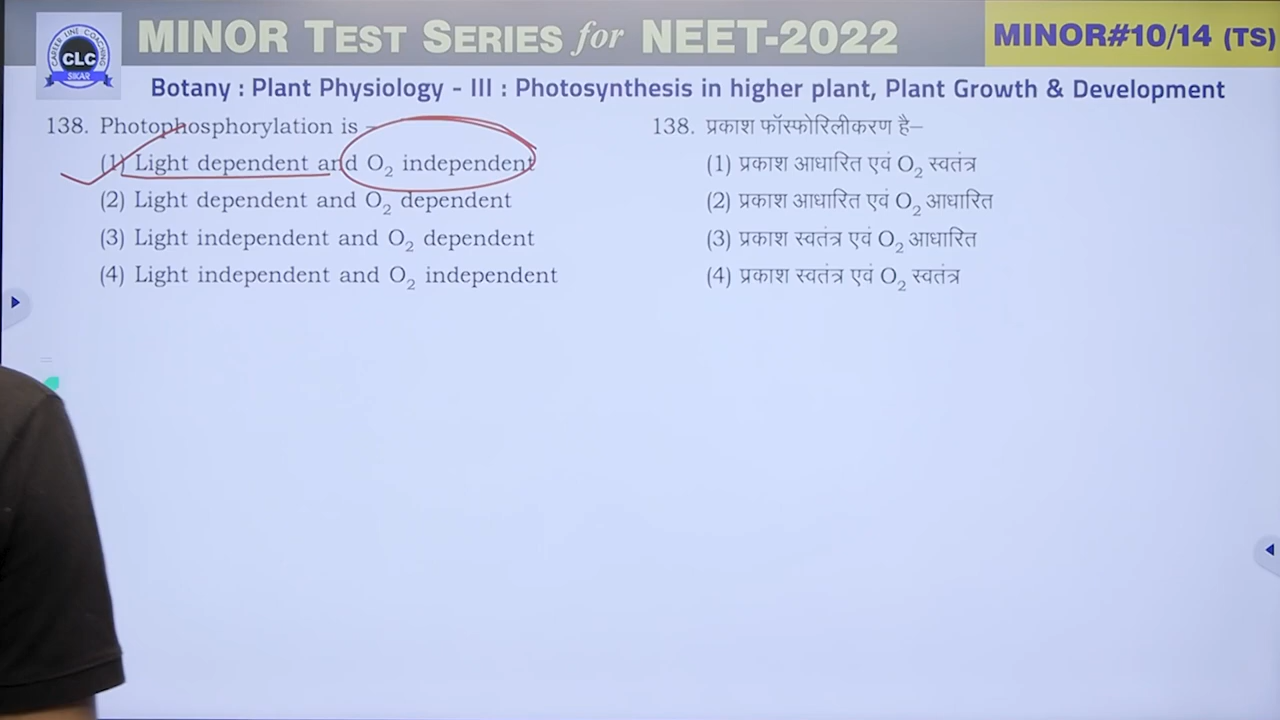 CAREER LINE COACHING
CLC
SIKAR
MINOR TEST SERIES for NEET-2022
MINOR#10/14 (TS)
Botany : Plant Physiology - III : Photosynthesis in higher plant, Plant Growth & Development
138. Photophosphorylation is –
(1) Light dependent and O₂ independent
(2) Light dependent and O₂ dependent
(3) Light independent and O₂ dependent
(4) Light independent and O₂ independent
138. प्रकाश फॉस्फोरिलीकरण है–
(1) प्रकाश आधारित एवं O₂ स्वतंत्र
(2) प्रकाश आधारित एवं O₂ आधारित
(3) प्रकाश स्वतंत्र एवं O₂ आधारित
(4) प्रकाश स्वतंत्र एवं O₂ स्वतंत्र